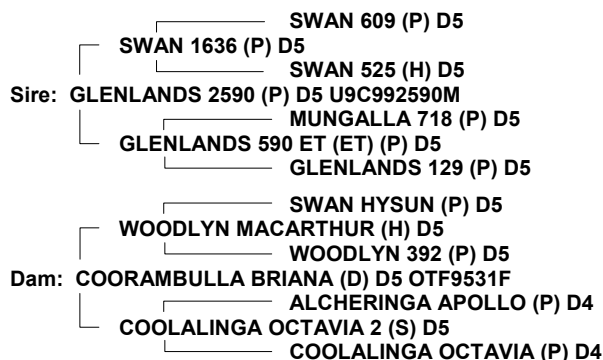 SWAN 609 (P) D5
SWAN 1636 (P) D5
SWAN 525 (H) D5
Sire: GLENLANDS 2590 (P) D5 U9C992590M
MUNGALLA 718 (P) D5
GLENLANDS 590 ET (ET) (P) D5
GLENLANDS 129 (P) D5
SWAN HYSUN (P) D5
WOODLYN MACARTHUR (H) D5
WOODLYN 392 (P) D5
Dam: COORAMBULLA BRIANA (D) D5 OTF9531F
ALCHERINGA APOLLO (P) D4
COOLALINGA OCTAVIA 2 (S) D5
COOLALINGA OCTAVIA (P) D4